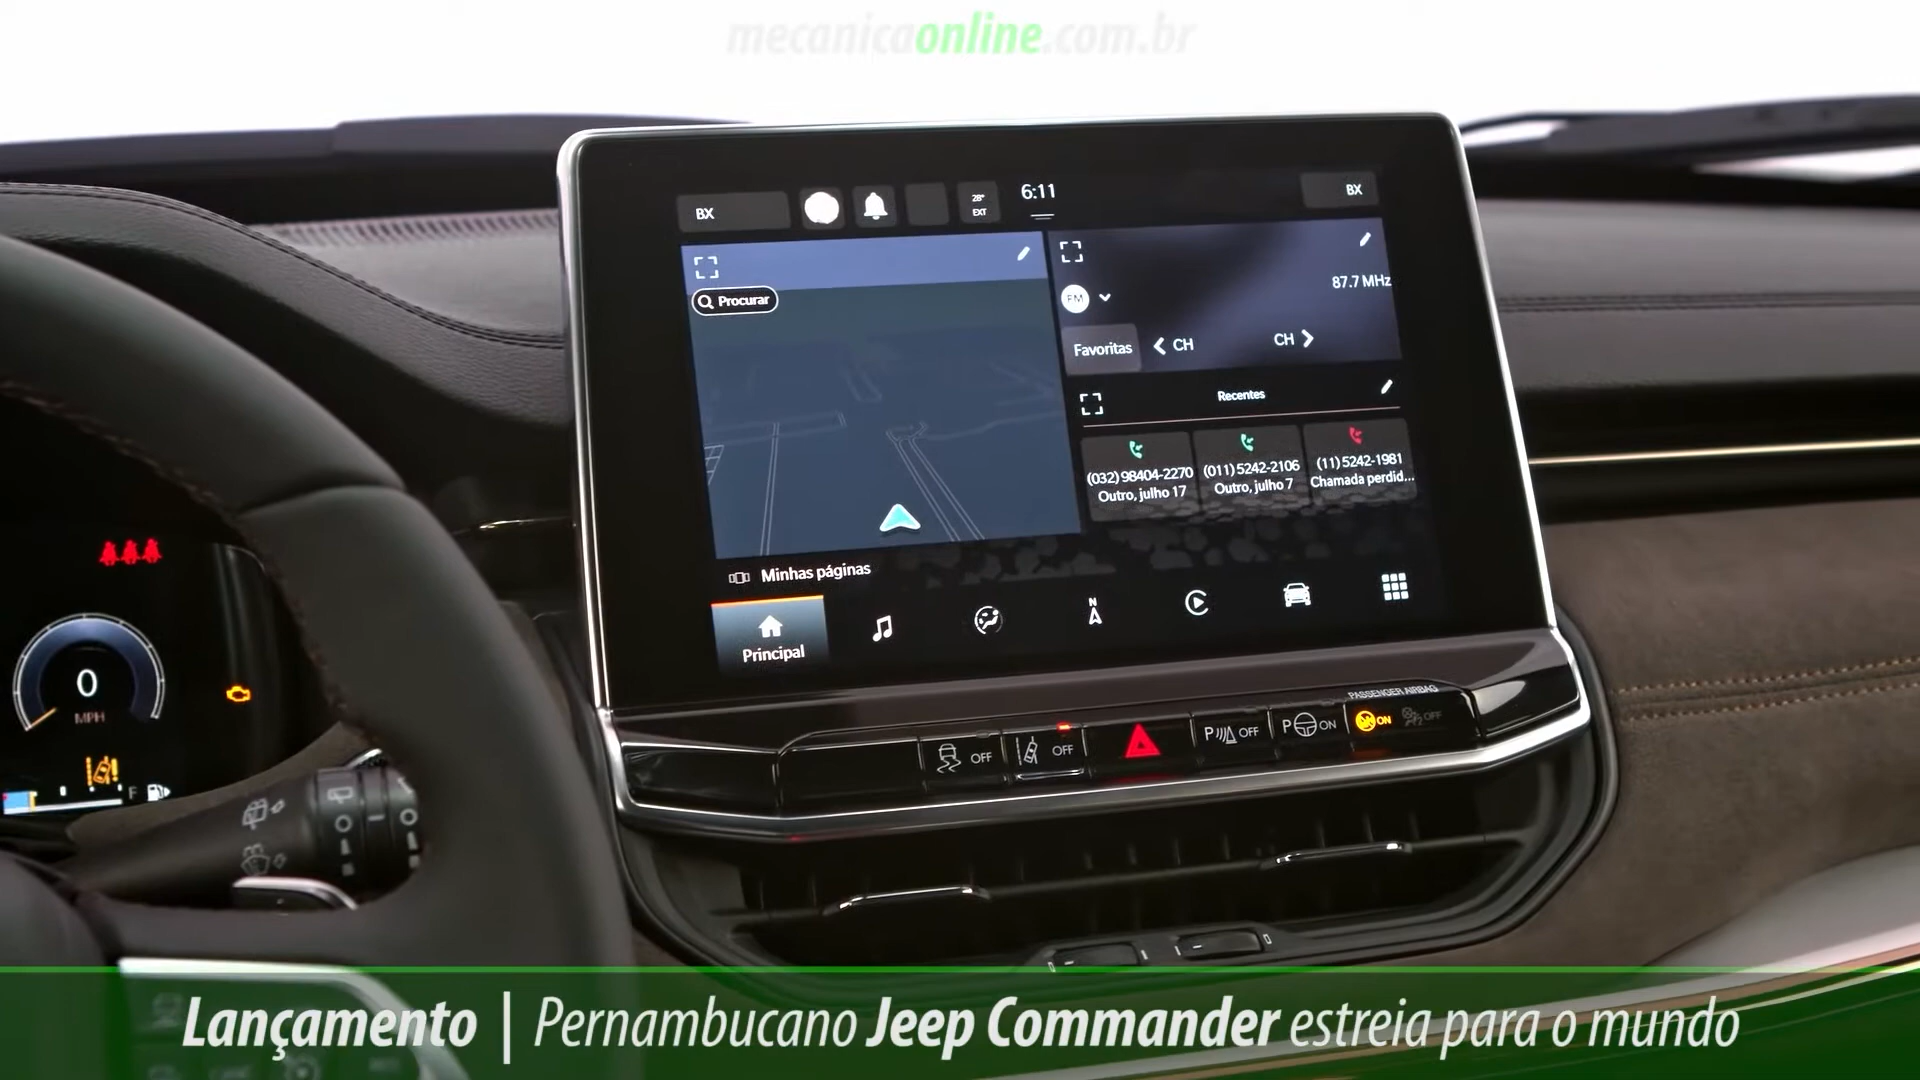 mecanicaonline.com.br
BX
28°
EXT
6:11
BX
Procurar
87.7 MHz
FM
Favoritas
CH
CH
Recentes
(032) 98404-2270
Outro, julho 17
(011) 5242-2106
Outro, julho 7
(11) 5242-1981
Chamada perdid...
Minhas páginas
N
Principal
PASSENGER AIRBAG
OFF
OFF
P OFF
P ON
ON
OFF
0
MPH
F
Lançamento | Pernambucano Jeep Commander estreia para o mundo